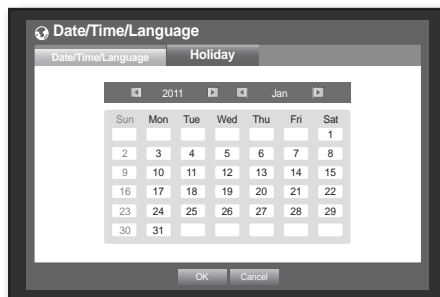 Date/Time/Language
Date/Time/Language Holiday
2011 Jan
Sun Mon Tue Wed Thu Fri Sat
1
2 3 4 5 6 7 8
9 10 11 12 13 14 15
16 17 18 19 20 21 22
23 24 25 26 27 28 29
30 31
OK Cancel